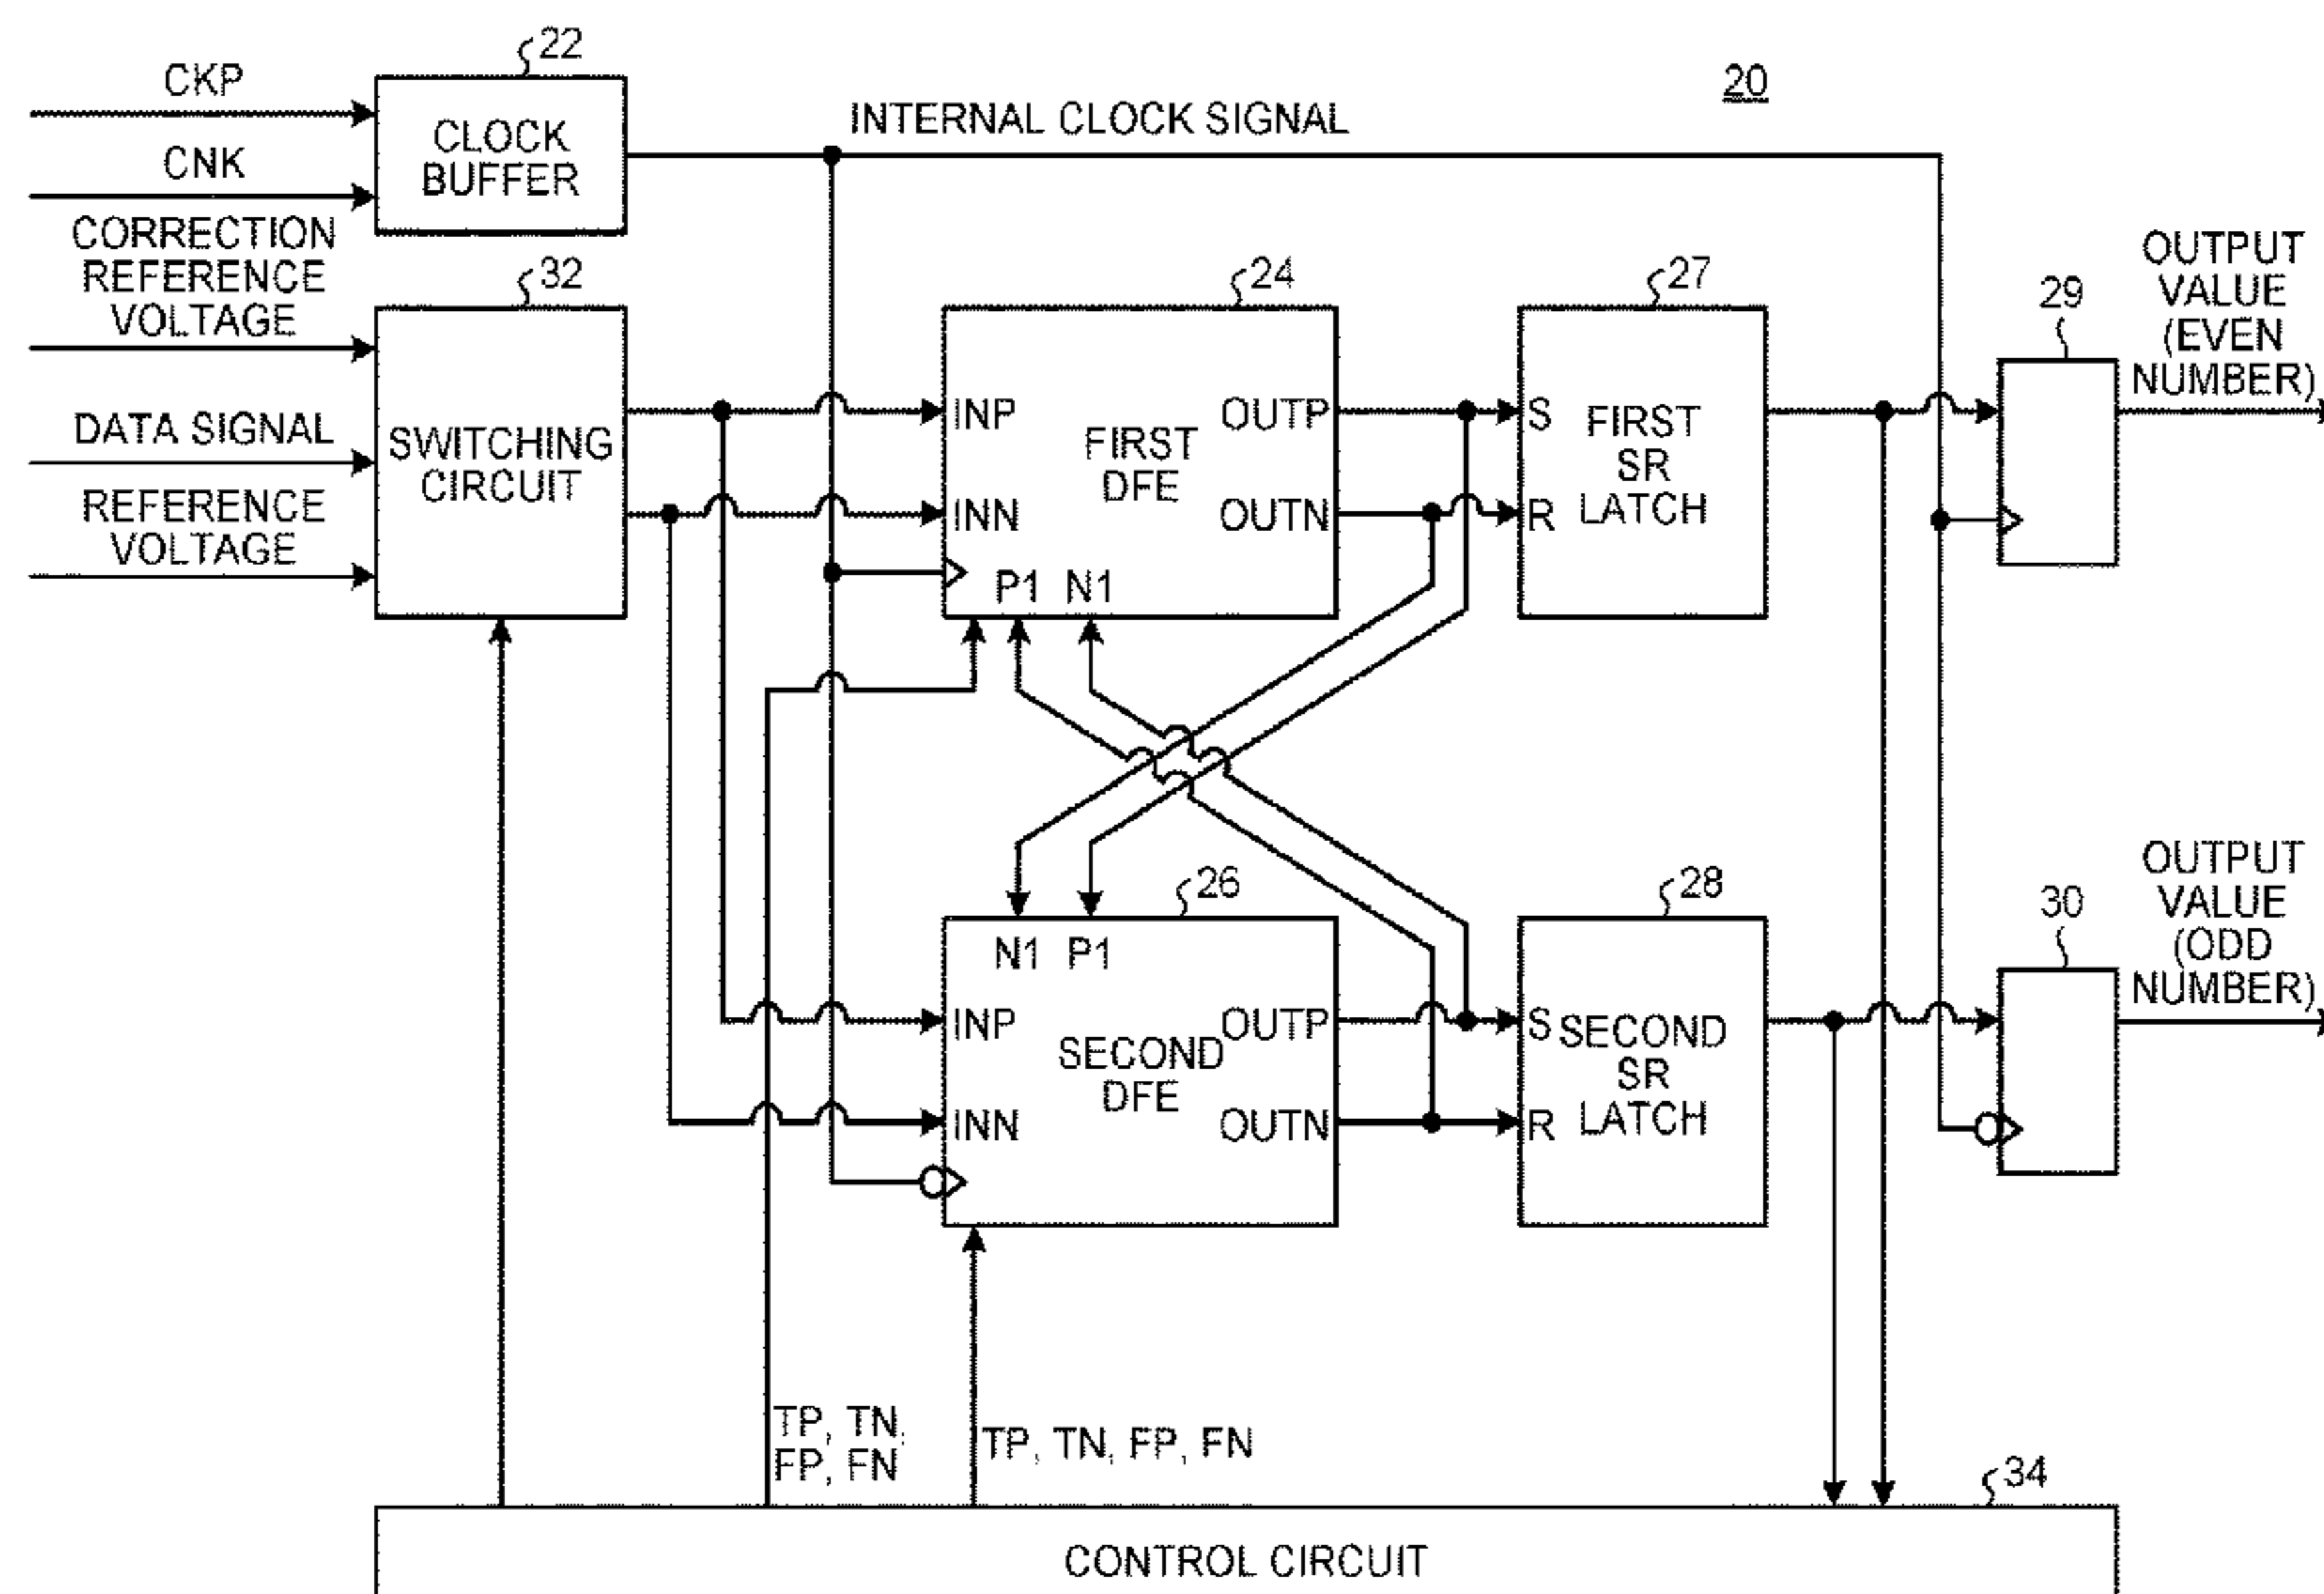 22
20
CKP
INTERNAL CLOCK SIGNAL
CLOCK
BUFFER
CNK
CORRECTION
REFERENCE
VOLTAGE
32
24
27
29
OUTPUT
VALUE
(EVEN
NUMBER)
DATA SIGNAL
REFERENCE
VOLTAGE
SWITCHING
CIRCUIT
INP
INN
P1 N1
FIRST
DFE
OUTP
OUTN
S
R
FIRST
SR
LATCH
26
28
30
OUTPUT
VALUE
(ODD
NUMBER)
N1 P1
INP
INN
SECOND
DFE
OUTP
OUTN
S
R
SECOND
SR
LATCH
TP, TN,
FP, FN
TP, TN, FP, FN
34
CONTROL CIRCUIT